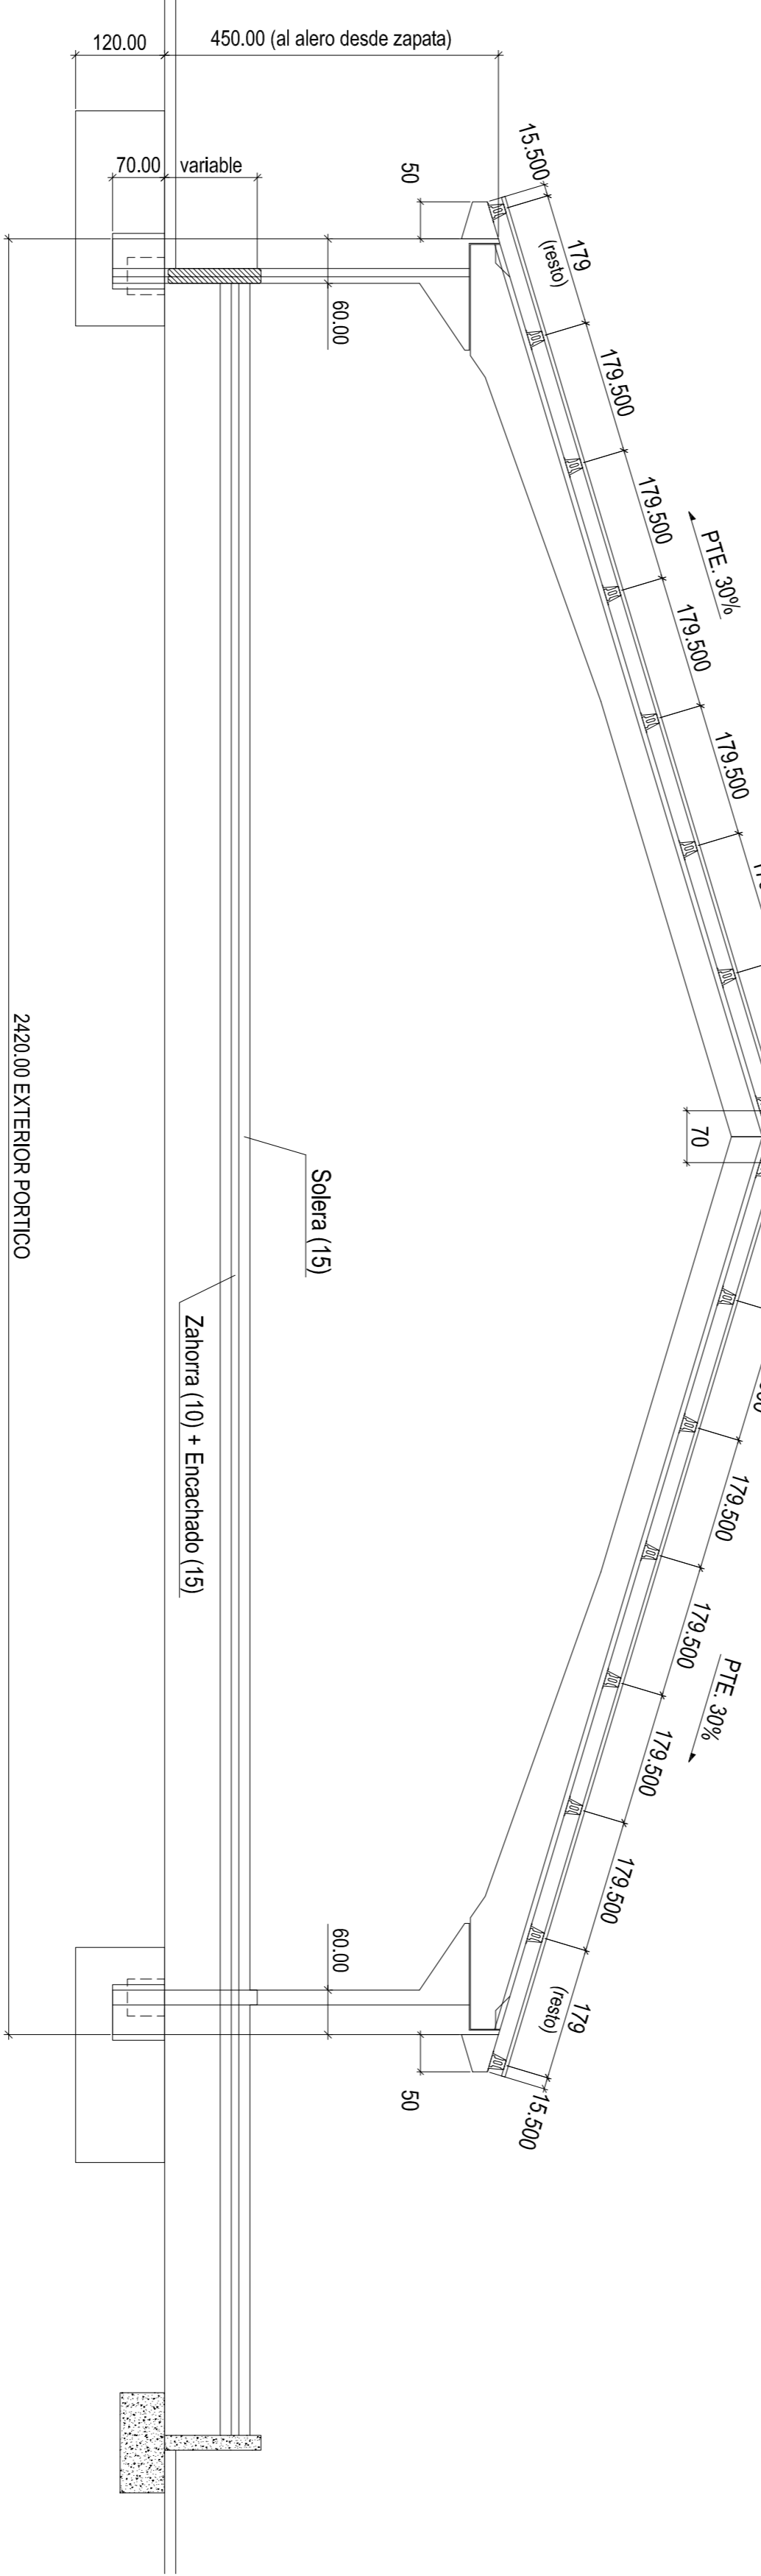 120.00
450.00 (al alero desde zapata)
70.00
variable
50
15.500
179
(resto)
60.00
179.500
179.500
PTE. 30%
179.500
179.500
70
Solera (15)
Zahorra (10) + Encachado (15)
2420.00 EXTERIOR PORTICO
179.500
179.500
PTE. 30%
179.500
179.500
179
(resto)
60.00
50
15.500